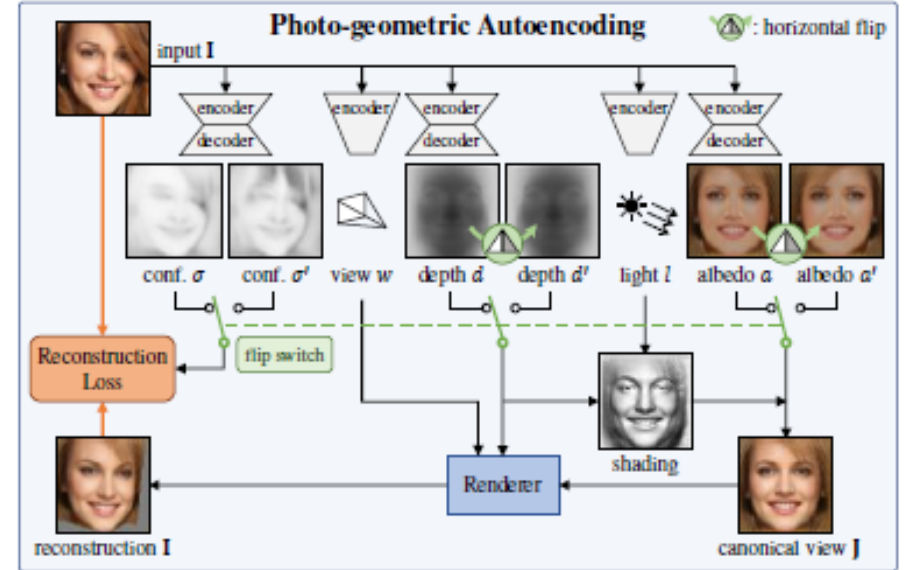 Photo-geometric Autoencoding
: horizontal flip
input I
encoder
decoder
encoder
encoder
decoder
encoder
encoder
decoder
conf. σ
conf. σ'
view w
depth d
depth d'
light l
albedo a
albedo a'
flip switch
Reconstruction
Loss
shading
Renderer
reconstruction I
canonical view J